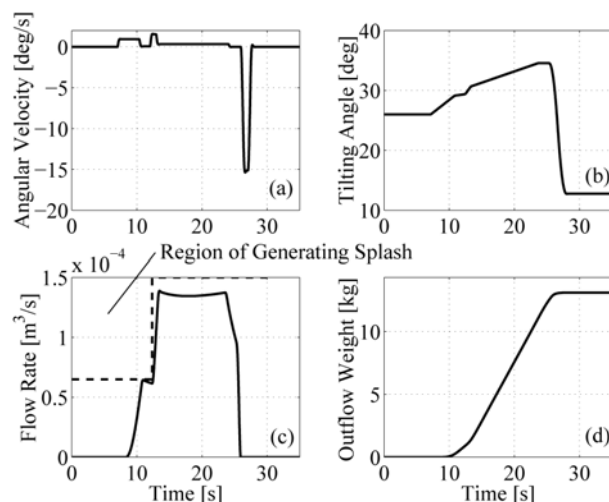 Angular Velocity [deg/s]
0
−5
−10
−15
−20
0 10 20 30
(a)
Tilting Angle [deg]
40
30
20
10
0 10 20 30
(b)
Region of Generating Splash
x 10⁻⁴
Flow Rate [m³/s]
1.5
1
0.5
0
0 10 20 30
Time [s]
(c)
Outflow Weight [kg]
10
5
0
0 10 20 30
Time [s]
(d)